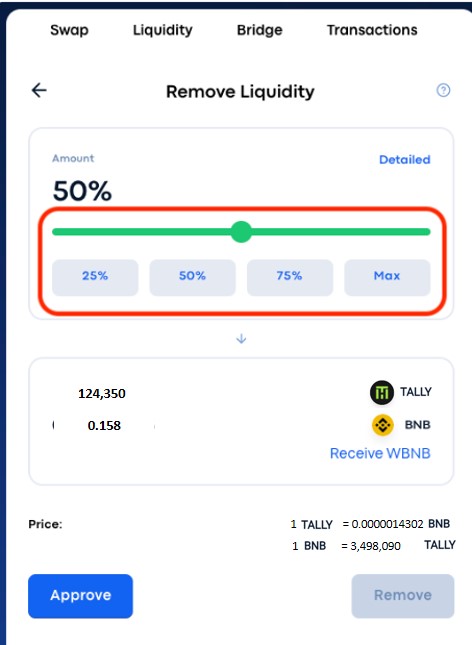 Swap Liquidity Bridge Transactions
Remove Liquidity
Amount Detailed
50%
25% 50% 75% Max
124,350 TALLY
0.158 BNB
Receive WBNB
Price: 1 TALLY = 0.0000014302 BNB
1 BNB = 3,498,090 TALLY
Approve Remove